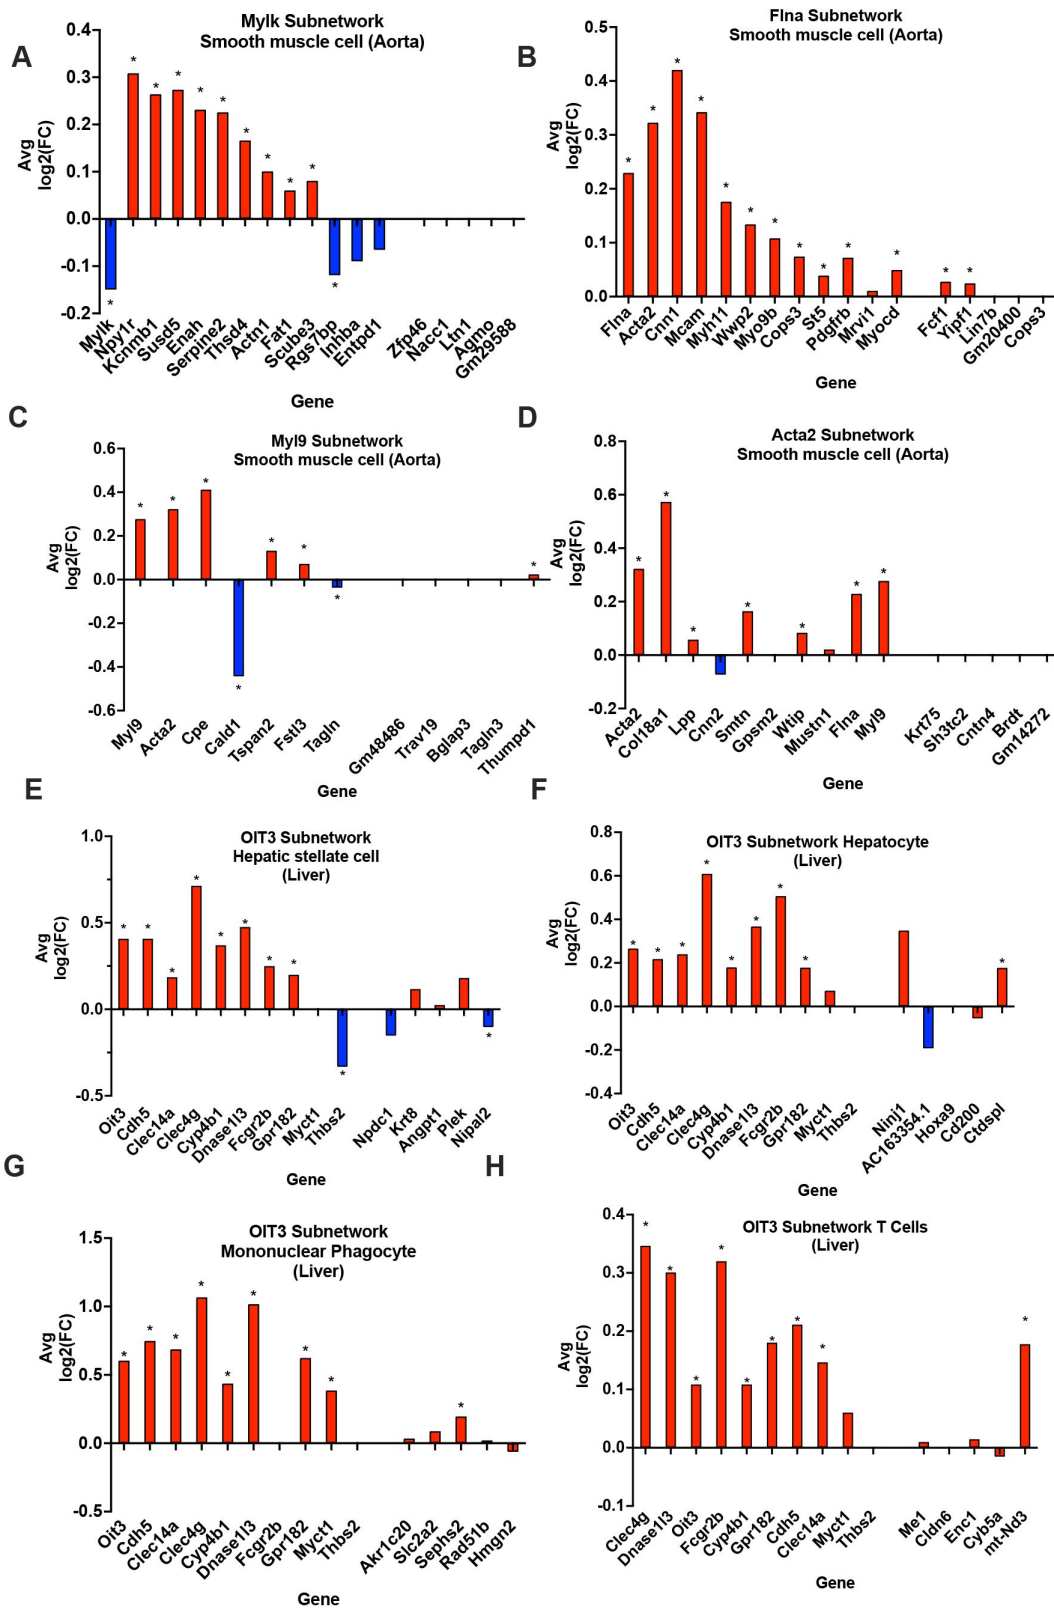 A
Mylk Subnetwork
Smooth muscle cell (Aorta)
Avg
log2(FC)
0.4
0.3
0.2
0.1
0.0
-0.1
-0.2
* * * * * * * * * * * *
Mylk
Npy1r
Kcnmb1
Susd5
Enah
Serpine2
Thsd4
Actn1
Fat1
Scube3
Rgs7bp
Inhba
Entpd1
Zfp46
Nacc1
Ltn1
Agmo
Gm29588
Gene
B
Flna Subnetwork
Smooth muscle cell (Aorta)
Avg
log2(FC)
0.5
0.4
0.3
0.2
0.1
0.0
* * * * * * * * * * * * *
Flna
Acta2
Cnn1
Mcam
Myh11
Wwp2
Myo9b
Cops3
St5
Pdgfrb
Mrvi1
Myocd
Fcf1
Yipf1
Lin7b
Gm20400
Cops3
Gene
C
Myl9 Subnetwork
Smooth muscle cell (Aorta)
Avg
log2(FC)
0.6
0.4
0.2
0.0
-0.2
-0.4
-0.6
* * * * * * * *
Myl9
Acta2
Cpe
Cald1
Tspan2
Fstl3
Tagln
Gm48486
Trav19
Bglap3
Tagln3
Thumpd1
Gene
D
Acta2 Subnetwork
Smooth muscle cell (Aorta)
Avg
log2(FC)
0.8
0.6
0.4
0.2
0.0
-0.2
* * * * * * *
Acta2
Col18a1
Lpp
Cnn2
Smtn
Gpsm2
Wtip
Mustn1
Flna
Myl9
Krt75
Sh3tc2
Cntn4
Brdt
Gm14272
Gene
E
OIT3 Subnetwork
Hepatic stellate cell
(Liver)
Avg
log2(FC)
1.0
0.5
0.0
-0.5
* * * * * * * * * *
Oit3
Cdh5
Clec14a
Clec4g
Cyp4b1
Dnase1l3
Fcgr2b
Gpr182
Myct1
Thbs2
Npdc1
Krt8
Angpt1
Plek
Nipal2
Gene
F
OIT3 Subnetwork Hepatocyte
(Liver)
Avg
log2(FC)
0.8
0.6
0.4
0.2
0.0
-0.2
-0.4
* * * * * * * * *
Oit3
Cdh5
Clec14a
Clec4g
Cyp4b1
Dnase1l3
Fcgr2b
Gpr182
Myct1
Thbs2
Ninj1
AC163354.1
Hoxa9
Cd200
Ctdspl
Gene
G
OIT3 Subnetwork
Mononuclear Phagocyte
(Liver)
Avg
log2(FC)
1.5
1.0
0.5
0.0
-0.5
* * * * * * * * *
Oit3
Cdh5
Clec14a
Clec4g
Cyp4b1
Dnase1l3
Fcgr2b
Gpr182
Myct1
Thbs2
Akr1c20
Slc2a2
Sephs2
Rad51b
Hmgn2
Gene
H
OIT3 Subnetwork T Cells
(Liver)
Avg
log2(FC)
0.4
0.3
0.2
0.1
0.0
-0.1
* * * * * * * * *
Clec4g
Dnase1l3
Oit3
Fcgr2b
Cyp4b1
Gpr182
Cdh5
Clec14a
Myct1
Thbs2
Me1
Cldn6
Enc1
Cyb5a
mt-Nd3
Gene